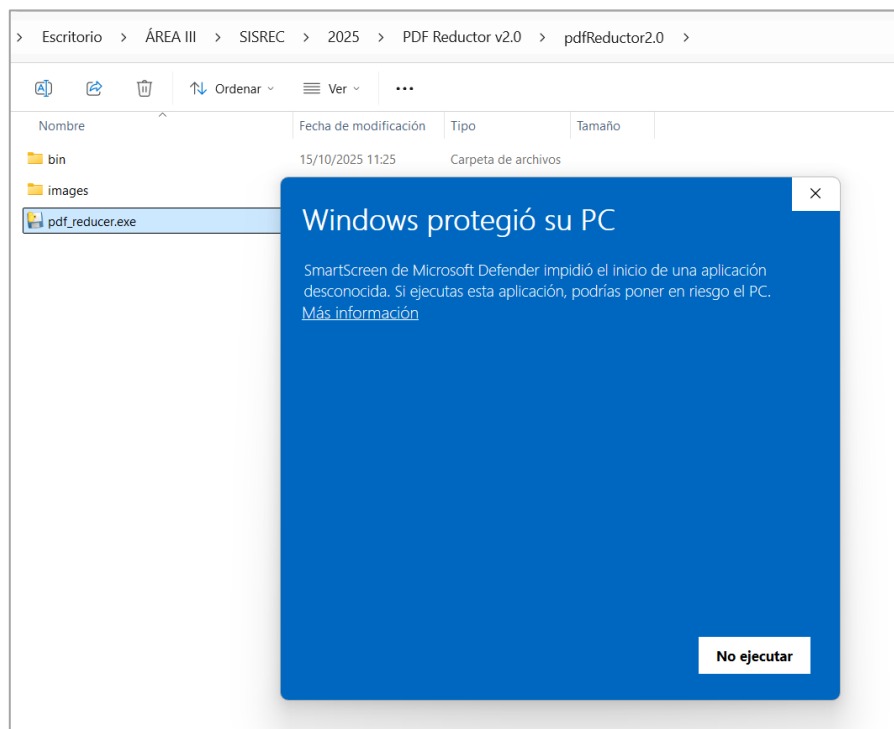 > Escritorio > ÁREA III > SISREC > 2025 > PDF Reductor v2.0 > pdfReductor2.0 >
Ordenar Ver ...
Nombre Fecha de modificación Tipo Tamaño
bin 15/10/2025 11:25 Carpeta de archivos
images
pdf_reducer.exe
Windows protegió su PC
SmartScreen de Microsoft Defender impidió el inicio de una aplicación
desconocida. Si ejecutas esta aplicación, podrías poner en riesgo el PC.
Más información
No ejecutar